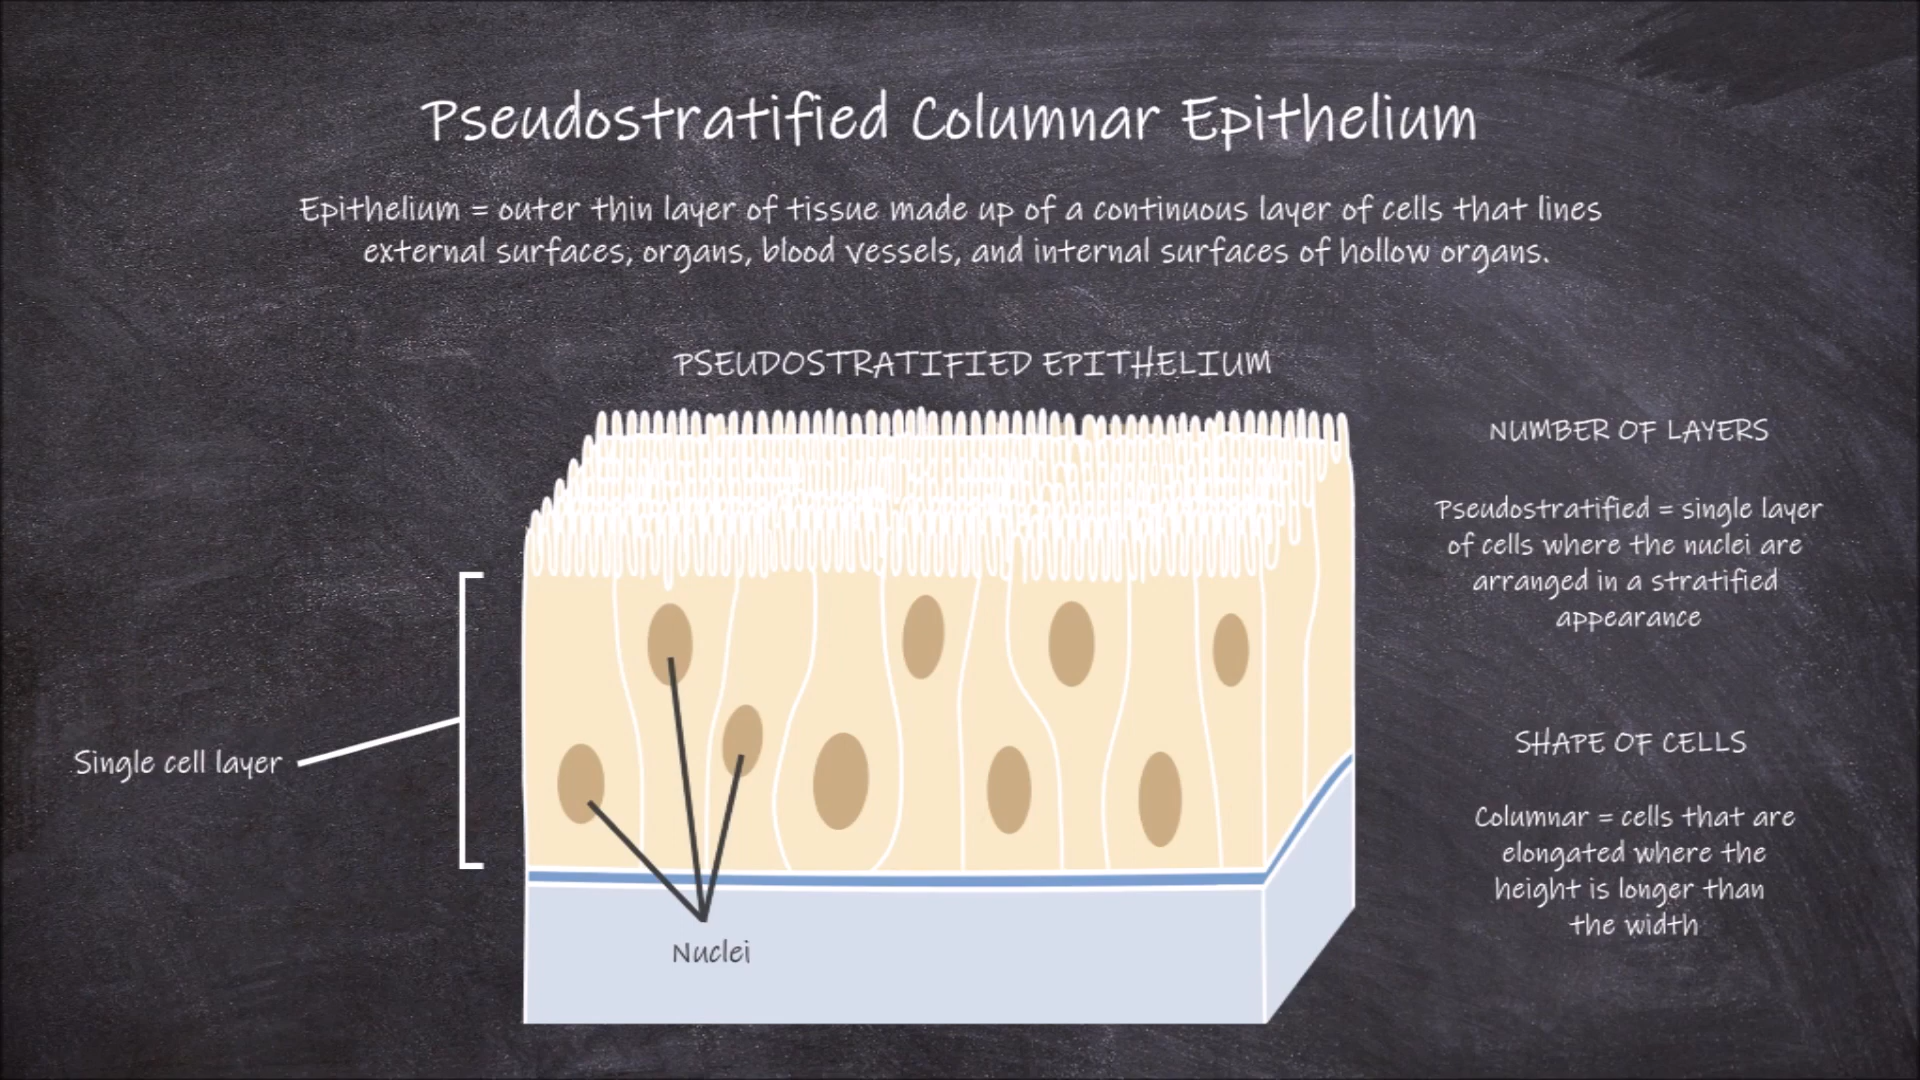 Pseudostratified Columnar Epithelium
Epithelium = outer thin layer of tissue made up of a continuous layer of cells that lines
external surfaces, organs, blood vessels, and internal surfaces of hollow organs.
PSEUDOSTRATIFIED EPITHELIUM
Single cell layer
Nuclei
NUMBER OF LAYERS
Pseudostratified = single layer
of cells where the nuclei are
arranged in a stratified
appearance
SHAPE OF CELLS
Columnar = cells that are
elongated where the
height is longer than
the width